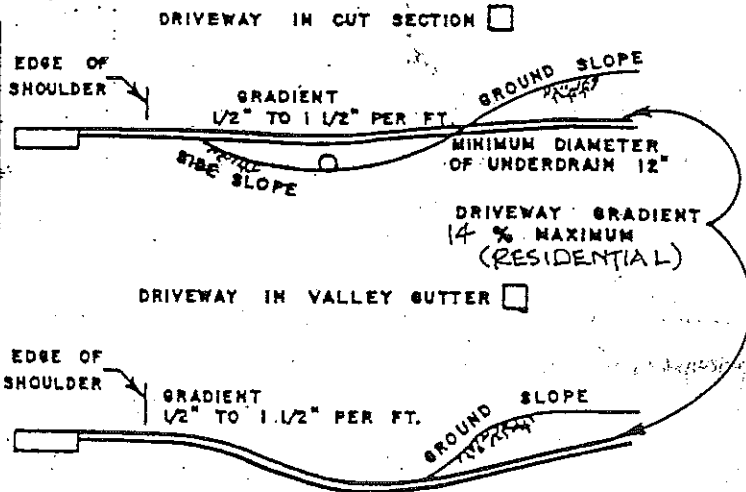 DRIVEWAY IN CUT SECTION
EDGE OF
SHOULDER
GRADIENT
1/2" TO 1 1/2" PER FT.
GROUND SLOPE
SIDE SLOPE
MINIMUM DIAMETER
OF UNDERDRAIN 12"
DRIVEWAY GRADIENT
14 % MAXIMUM
(RESIDENTIAL)
DRIVEWAY IN VALLEY GUTTER
EDGE OF
SHOULDER
GRADIENT
1/2" TO 1 1/2" PER FT.
GROUND SLOPE